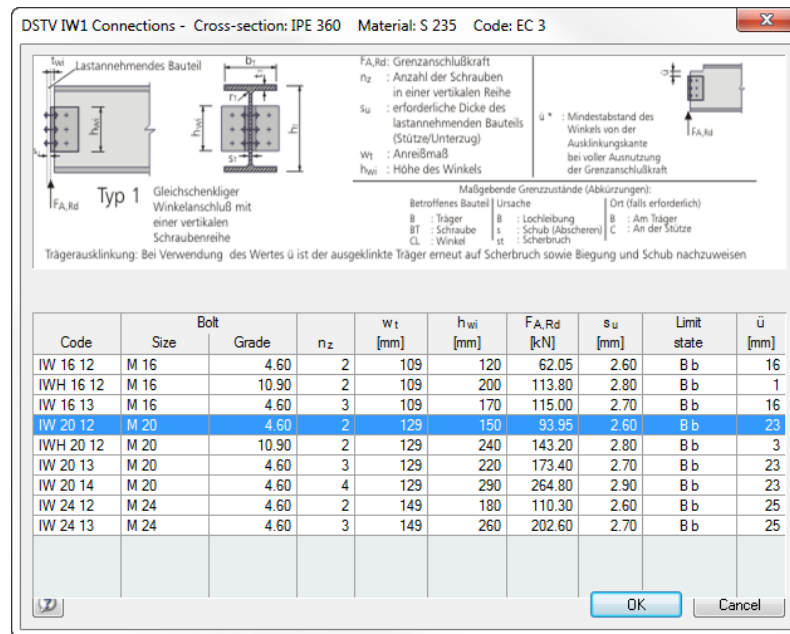 DSTV IW1 Connections - Cross-section: IPE 360 Material: S 235 Code: EC 3
Lastannehmendes Bauteil
twi
hwi
su
FA,Rd
Typ 1
Gleichschenkliger
Winkelanschluß mit
einer vertikalen
Schraubenreihe
b1
r1
hwi
s1
FA,Rd: Grenzanschlußkraft
nz : Anzahl der Schrauben
in einer vertikalen Reihe
su : erforderliche Dicke des
lastannehmenden Bauteils
(Stütze/Unterzug)
wt : Anreißmaß
hwi : Höhe des Winkels
ü * : Mindestabstand des
Winkels von der
Ausklinkungskante
bei voller Ausnutzung
der Grenzanschlußkraft
ü
FA,Rd
Maßgebende Grenzzustände (Abkürzungen):
Betroffenes Bauteil Ursache Ort (falls erforderlich)
B : Träger B : Lochleibung B : Am Träger
BT : Schraube s : Schub (Abscheren) C : An der Stütze
CL : Winkel st : Scherbruch
Trägerausklinkung: Bei Verwendung des Wertes ü ist der ausgeklinkte Träger erneut auf Scherbruch sowie Biegung und Schub nachzuweisen
Bolt wt hwi FA,Rd su Limit ü
Code Size Grade nz [mm] [mm] [kN] [mm] state [mm]
IW 16 12 M 16 4.60 2 109 120 62.05 2.60 B b 16
IWH 16 12 M 16 10.90 2 109 200 113.80 2.80 B b 1
IW 16 13 M 16 4.60 3 109 170 115.00 2.70 B b 16
IW 20 12 M 20 4.60 2 129 150 93.95 2.60 B b 23
IWH 20 12 M 20 10.90 2 129 240 143.20 2.80 B b 3
IW 20 13 M 20 4.60 3 129 220 173.40 2.70 B b 23
IW 20 14 M 20 4.60 4 129 290 264.80 2.90 B b 23
IW 24 12 M 24 4.60 2 149 180 110.30 2.60 B b 25
IW 24 13 M 24 4.60 3 149 260 202.60 2.70 B b 25
OK Cancel